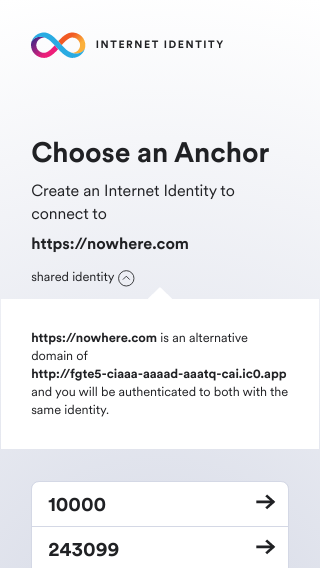 INTERNET IDENTITY
Choose an Anchor
Create an Internet Identity to
connect to
https://nowhere.com
shared identity
https://nowhere.com is an alternative
domain of
http://fgte5-ciaaa-aaaad-aaatq-cai.ic0.app
and you will be authenticated to both with the
same identity.
10000
243099